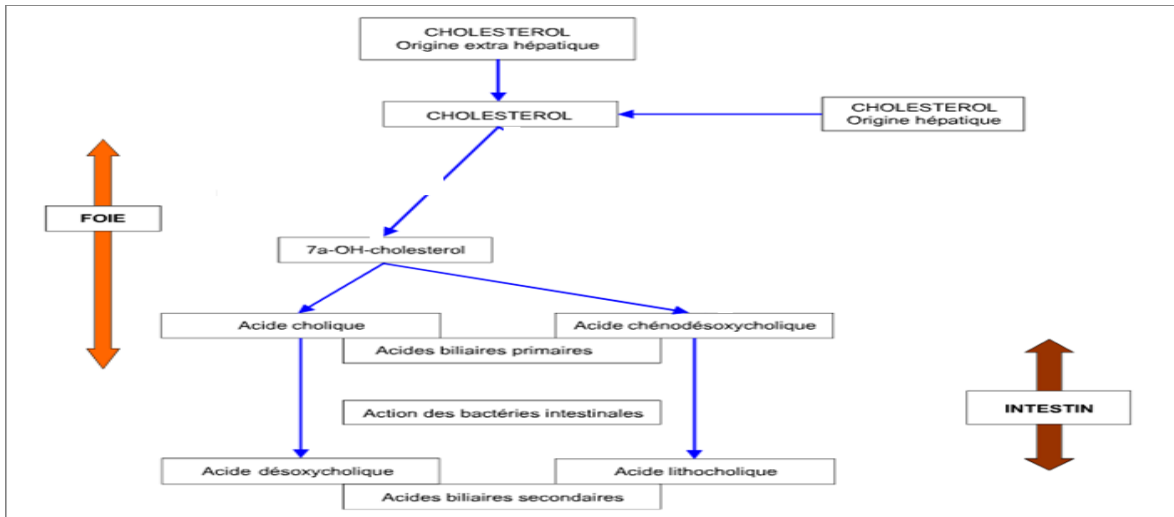 CHOLESTEROL
Origine extra hépatique
CHOLESTEROL
CHOLESTEROL
Origine hépatique
FOIE
7a-OH-cholesterol
Acide cholique
Acide chénodésoxycholique
Acides biliaires primaires
Action des bactéries intestinales
INTESTIN
Acide désoxycholique
Acide lithocholique
Acides biliaires secondaires